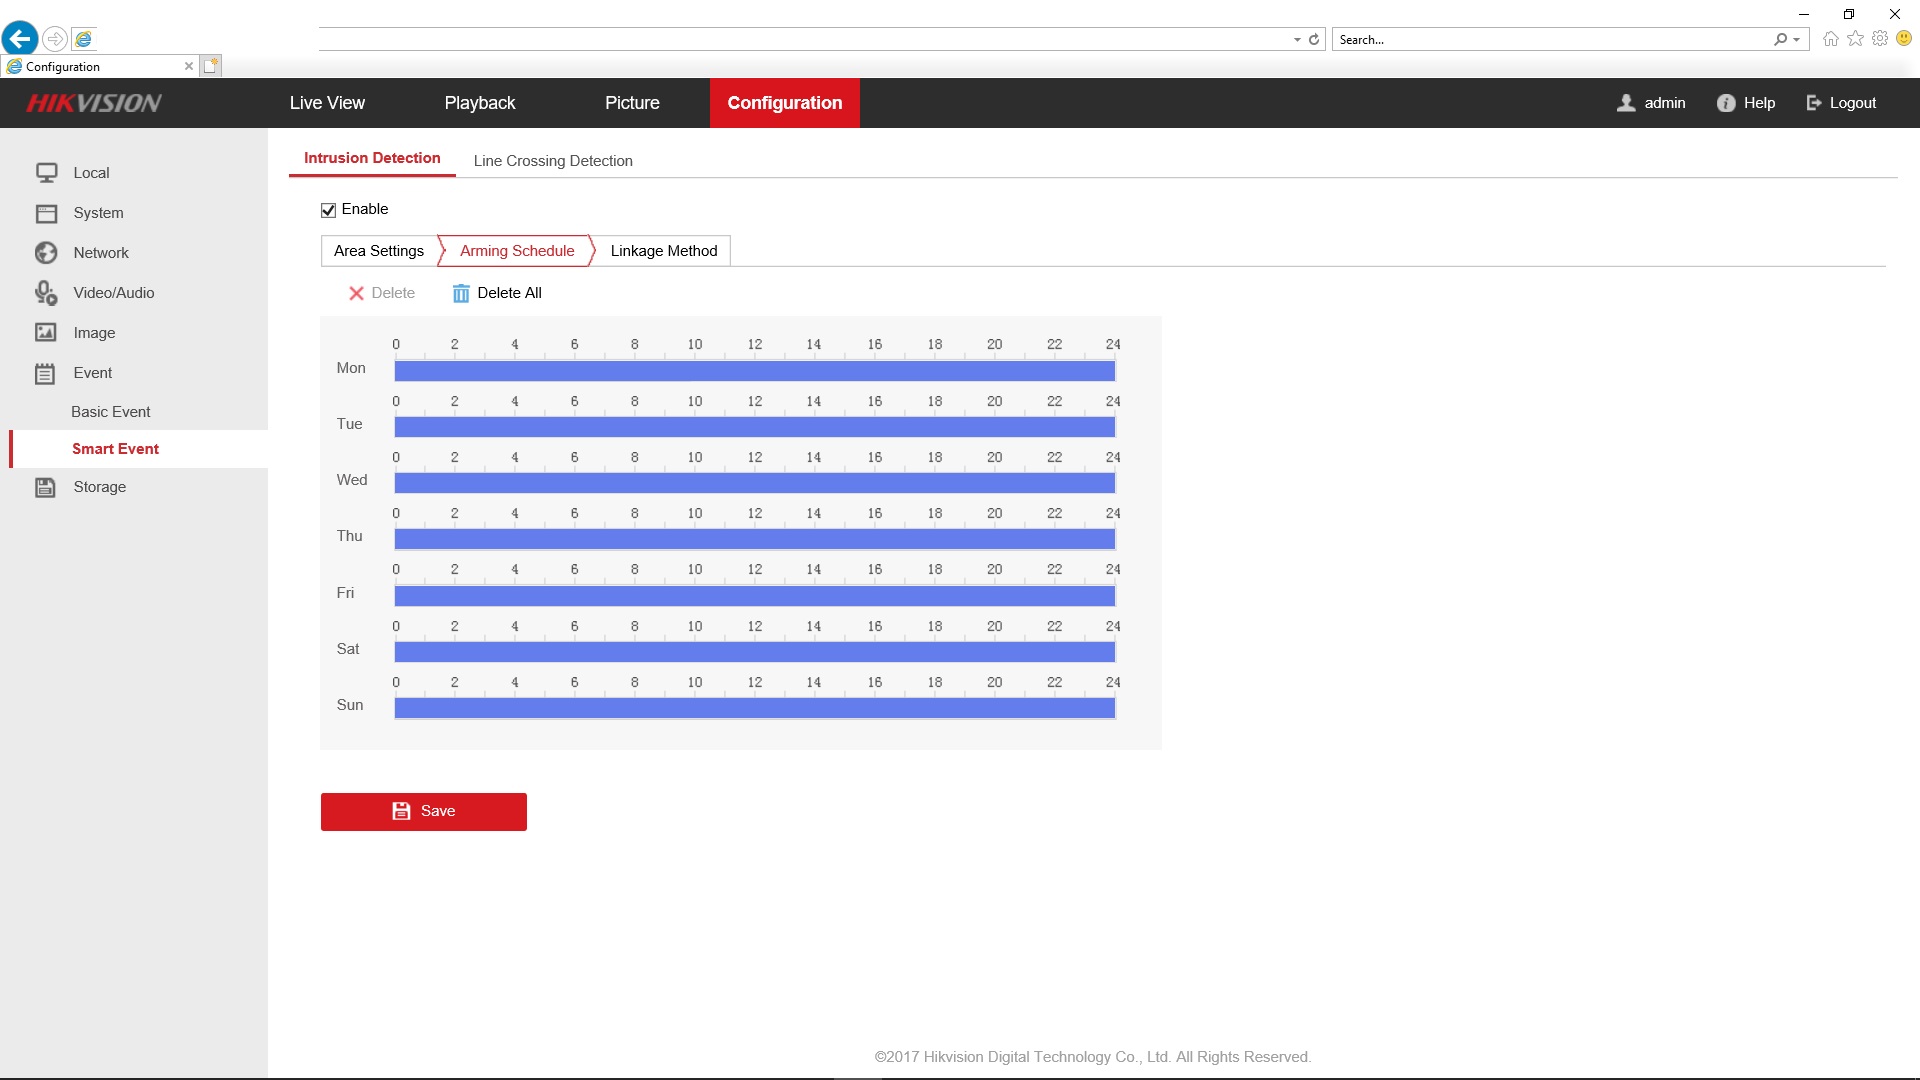 Search...
Configuration
HIKVISION
Live View
Playback
Picture
Configuration
admin
Help
Logout
Local
System
Network
Video/Audio
Image
Event
Basic Event
Smart Event
Storage
Intrusion Detection
Line Crossing Detection
Enable
Area Settings
Arming Schedule
Linkage Method
Delete
Delete All
0 2 4 6 8 10 12 14 16 18 20 22 24
Mon
0 2 4 6 8 10 12 14 16 18 20 22 24
Tue
0 2 4 6 8 10 12 14 16 18 20 22 24
Wed
0 2 4 6 8 10 12 14 16 18 20 22 24
Thu
0 2 4 6 8 10 12 14 16 18 20 22 24
Fri
0 2 4 6 8 10 12 14 16 18 20 22 24
Sat
0 2 4 6 8 10 12 14 16 18 20 22 24
Sun
Save
©2017 Hikvision Digital Technology Co., Ltd. All Rights Reserved.